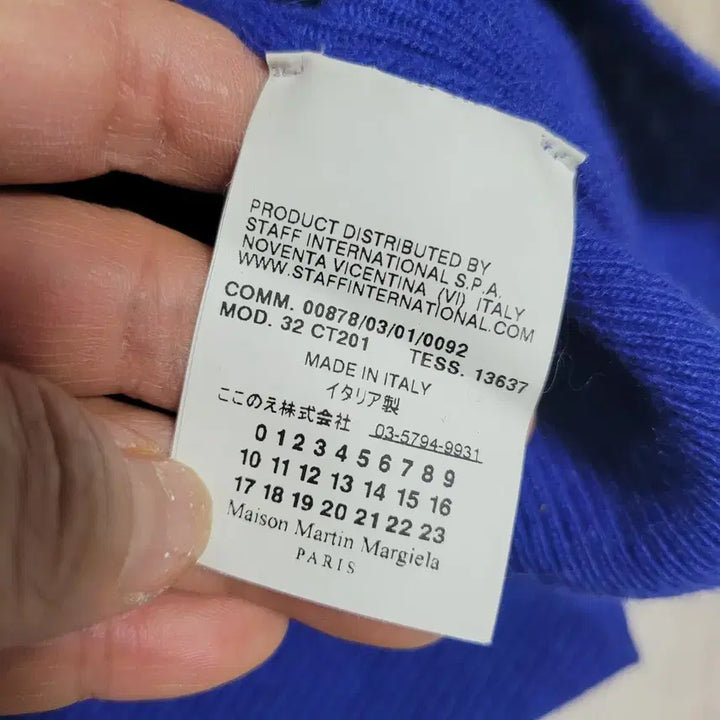 PRODUCT DISTRIBUTED BY
STAFF INTERNATIONAL S.P.A.
NOVENTA VICENTINA (VI) ITALY
WWW.STAFFINTERNATIONAL.COM
COMM. 00878/03/01/0092
MOD. 32 CT201 TESS. 13637
MADE IN ITALY
イタリア製
ここのえ株式会社 03-5794-9931
0 1 2 3 4 5 6 7 8 9
10 11 12 13 14 15 16
17 18 19 20 21 22 23
Maison Martin Margiela
PARIS